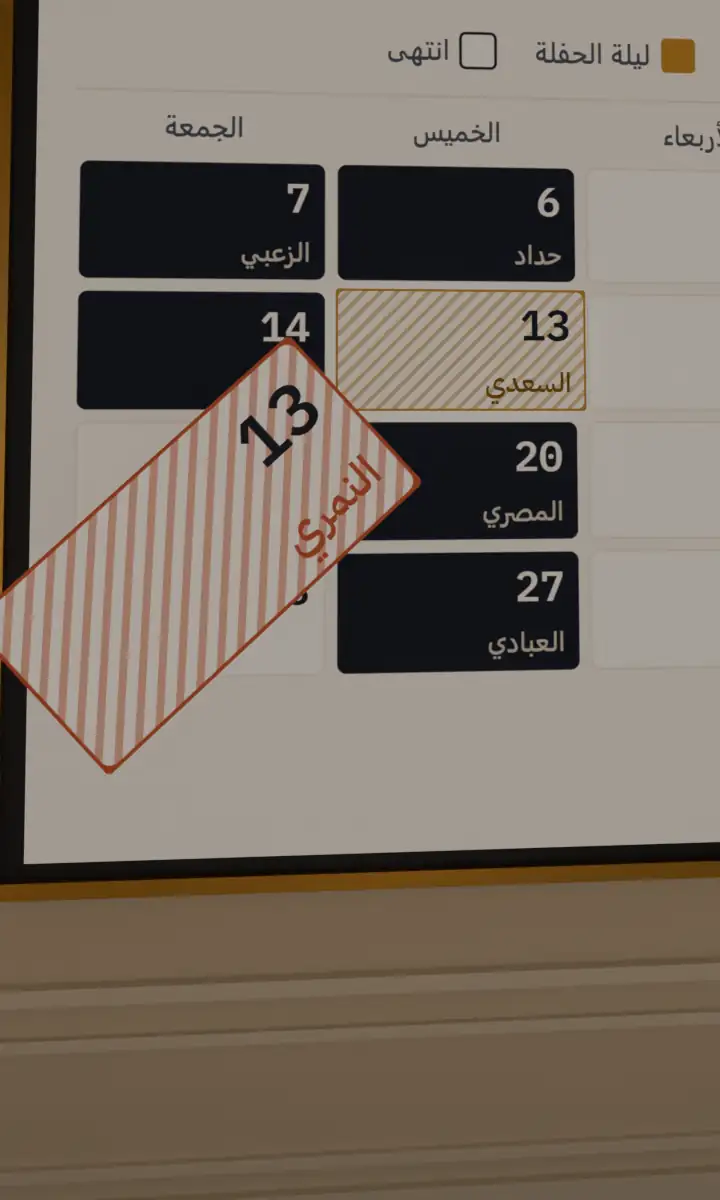 ليلة الحفلة
انتهى
الخميس
الجمعة
6
حداد
7
الزعبي
13
السعدي
14
13
النمري
20
المصري
27
العبادي